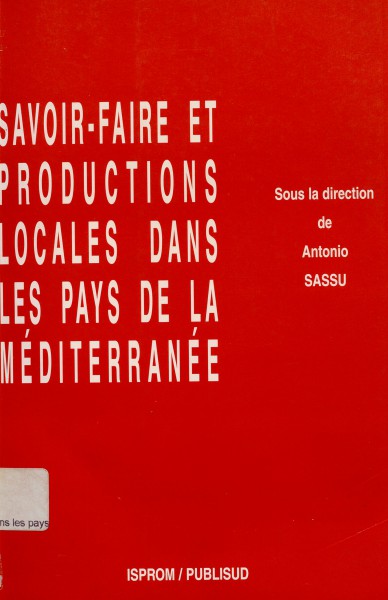 SAVOIR-FAIRE ET
PRODUCTIONS
LOCALES DANS
LES PAYS DE LA
MÉDITERRANÉE
Sous la direction
de
Antonio
SASSU
ns les pays
ISPROM / PUBLISUD